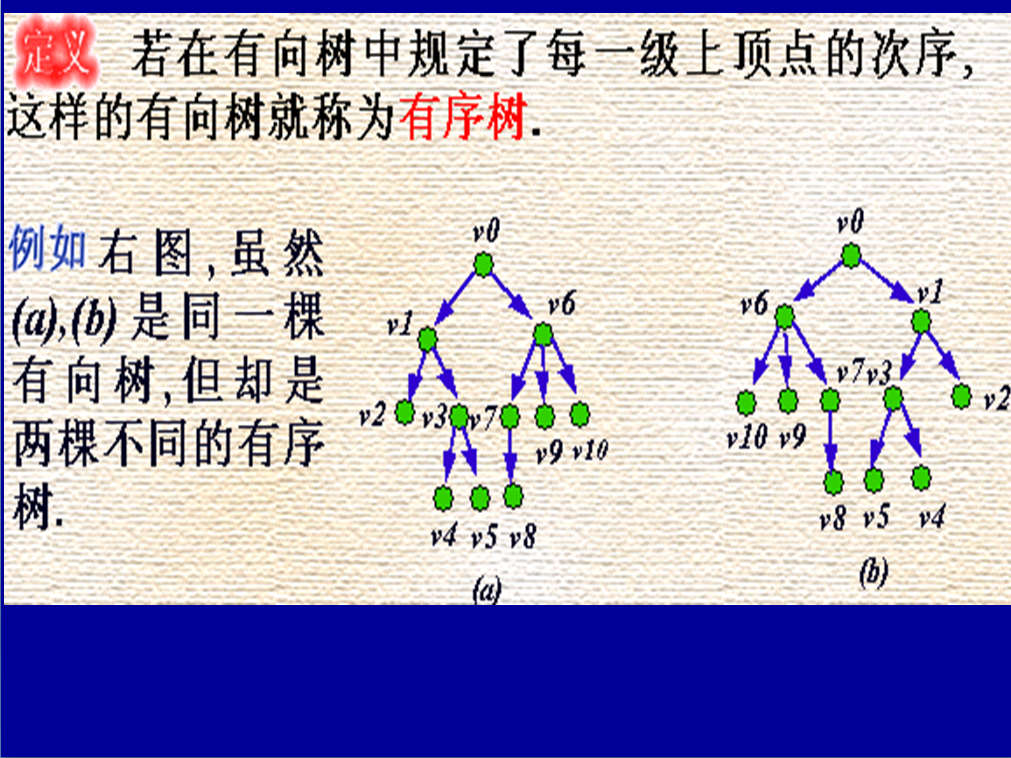 定义 若在有向树中规定了每一级上顶点的次序,
这样的有向树就称为有序树.
例如 右图,虽然
(a),(b)是同一棵
有向树,但却是
两棵不同的有序
树.
v0
v1 v6
v2 v3 v7
v9 v10
v4 v5 v8
(a)
v0
v6 v1
v7 v3 v2
v10 v9
v8 v5 v4
(b)